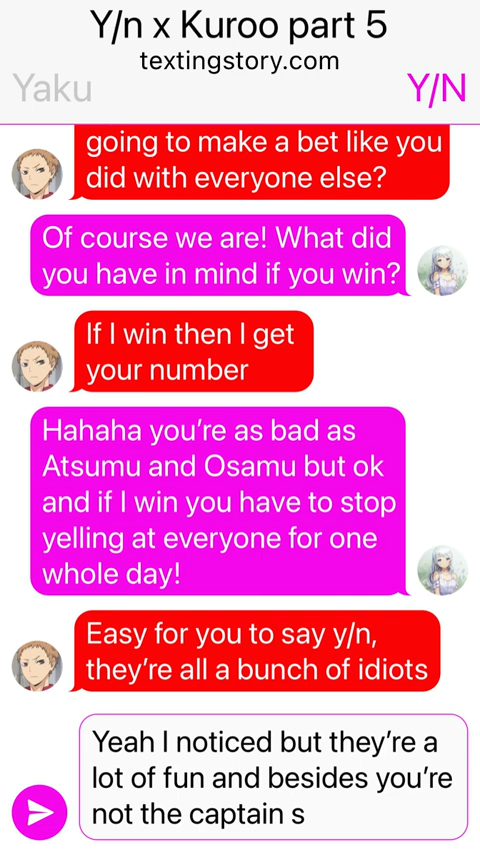 Y/n x Kuroo part 5
textingstory.com
Yaku
Y/N
going to make a bet like you
did with everyone else?
Of course we are! What did
you have in mind if you win?
If I win then I get
your number
Hahaha you’re as bad as
Atsumu and Osamu but ok
and if I win you have to stop
yelling at everyone for one
whole day!
Easy for you to say y/n,
they’re all a bunch of idiots
Yeah I noticed but they’re a
lot of fun and besides you’re
not the captain s